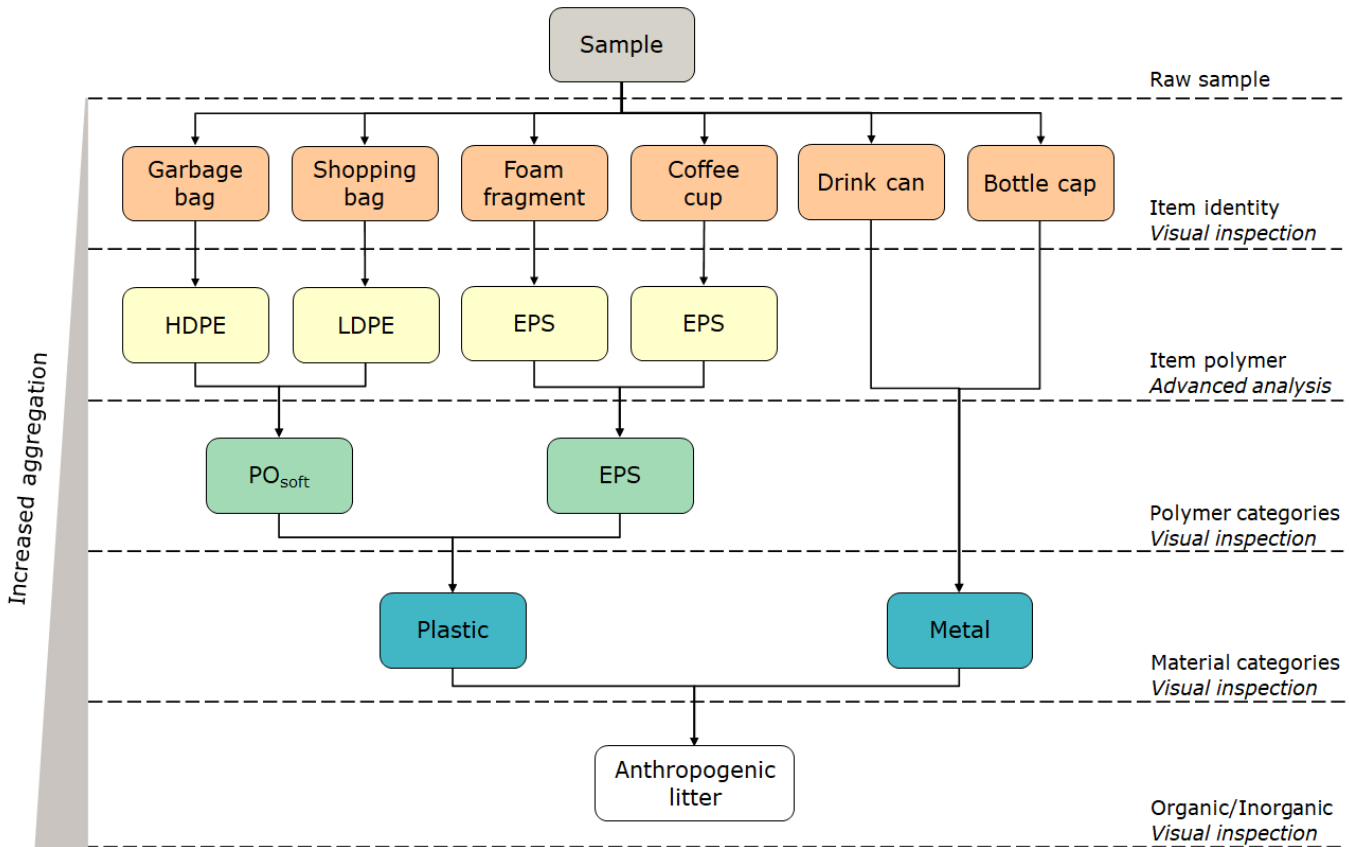 Sample
Raw sample
Garbage
bag
Shopping
bag
Foam
fragment
Coffee
cup
Drink can
Bottle cap
Item identity
Visual inspection
HDPE
LDPE
EPS
EPS
Item polymer
Advanced analysis
Increased aggregation
POsoft
EPS
Polymer categories
Visual inspection
Plastic
Metal
Material categories
Visual inspection
Anthropogenic
litter
Organic/Inorganic
Visual inspection